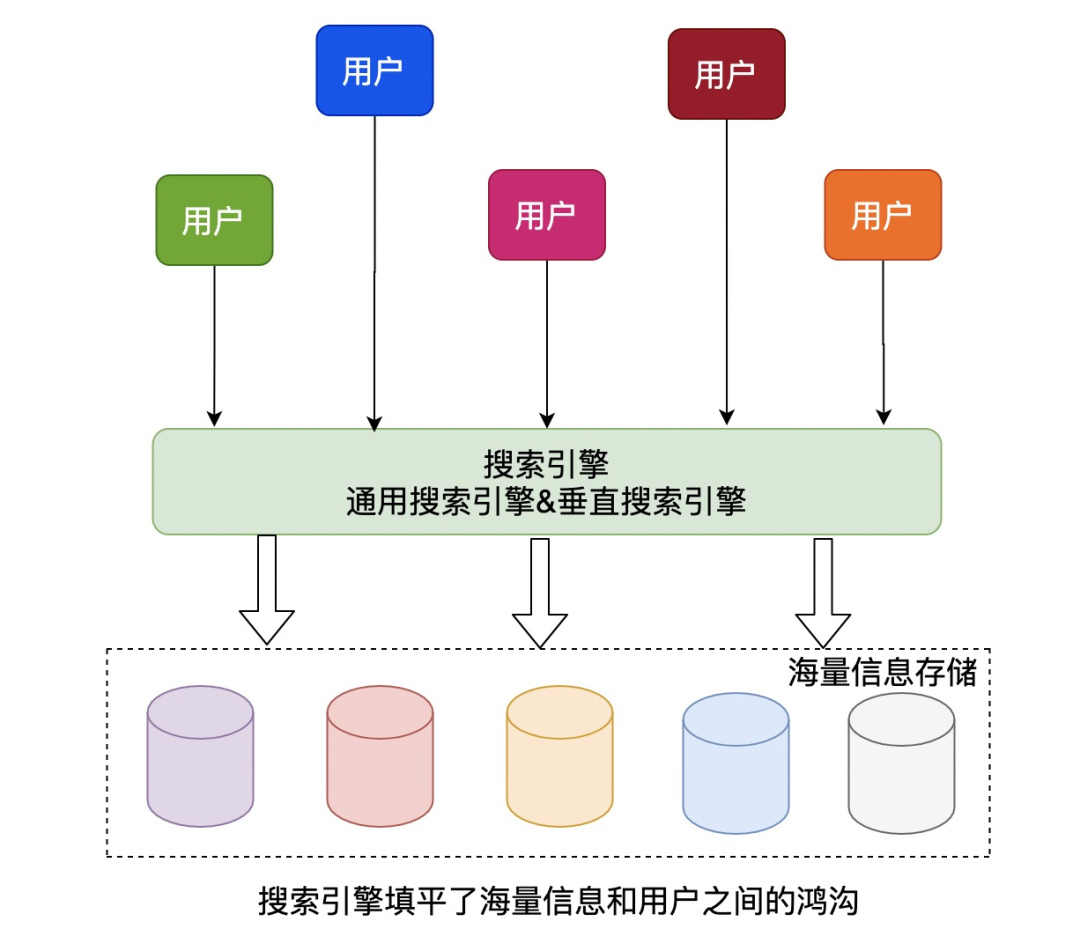 用户
用户
用户
用户
用户
搜索引擎
通用搜索引擎&垂直搜索引擎
海量信息存储
搜索引擎填平了海量信息和用户之间的鸿沟